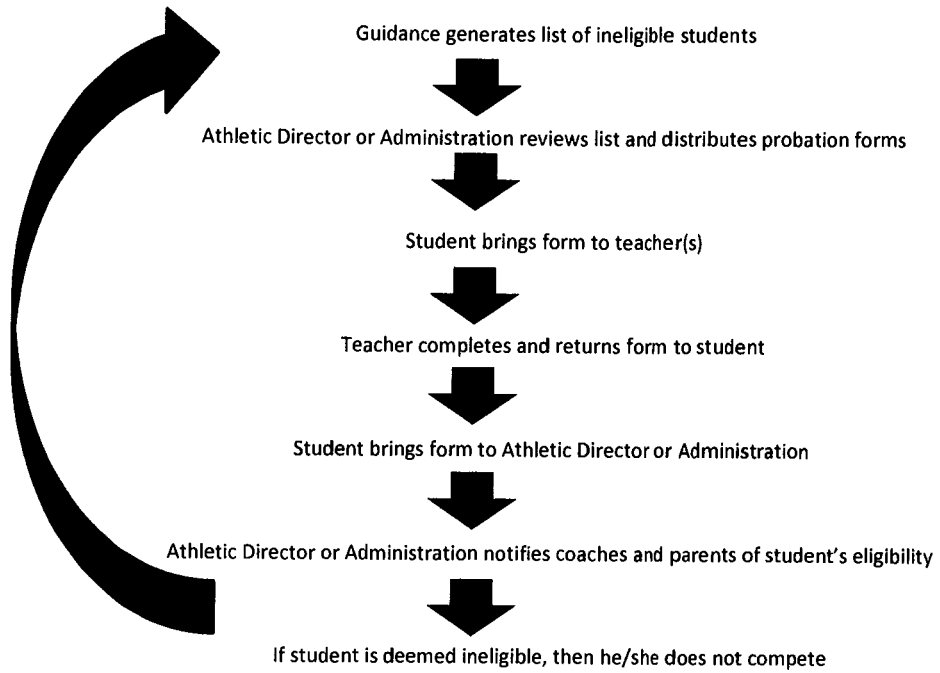 Guidance generates list of ineligible students
Athletic Director or Administration reviews list and distributes probation forms
Student brings form to teacher(s)
Teacher completes and returns form to student
Student brings form to Athletic Director or Administration
Athletic Director or Administration notifies coaches and parents of student's eligibility
If student is deemed ineligible, then he/she does not compete